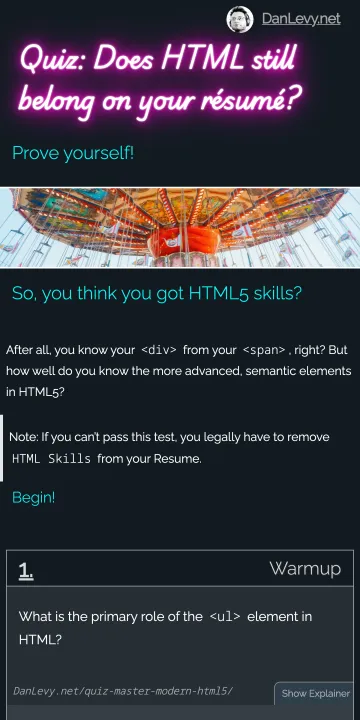 DanLevy.net
Quiz: Does HTML still
belong on your résumé?
Prove yourself!
So, you think you got HTML5 skills?
After all, you know your <div> from your <span>, right? But
how well do you know the more advanced, semantic elements
in HTML5?
Note: If you can't pass this test, you legally have to remove
HTML Skills from your Resume.
Begin!
1. Warmup
What is the primary role of the <ul> element in
HTML?
DanLevy.net/quiz-master-modern-html5/
Show Explainer